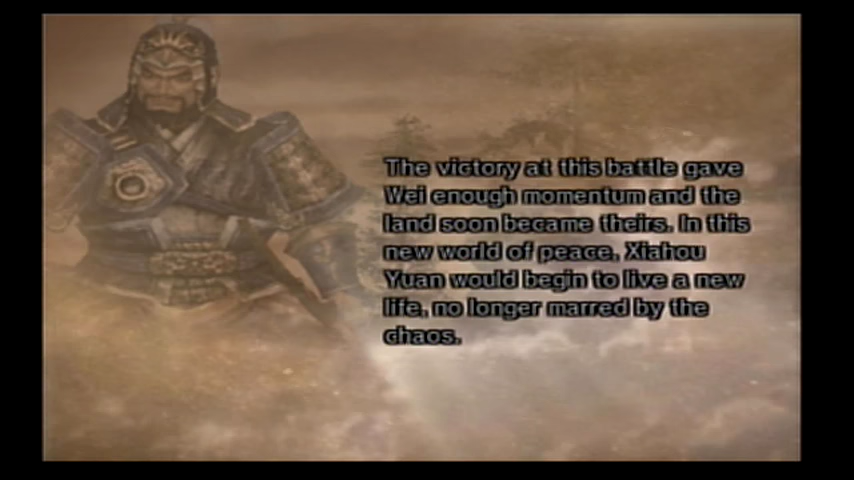 The victory at this battle gave
Wei enough momentum and the
land soon became theirs. In this
new world of peace, Xiahou
Yuan would begin to live a new
life, no longer marred by the
chaos.